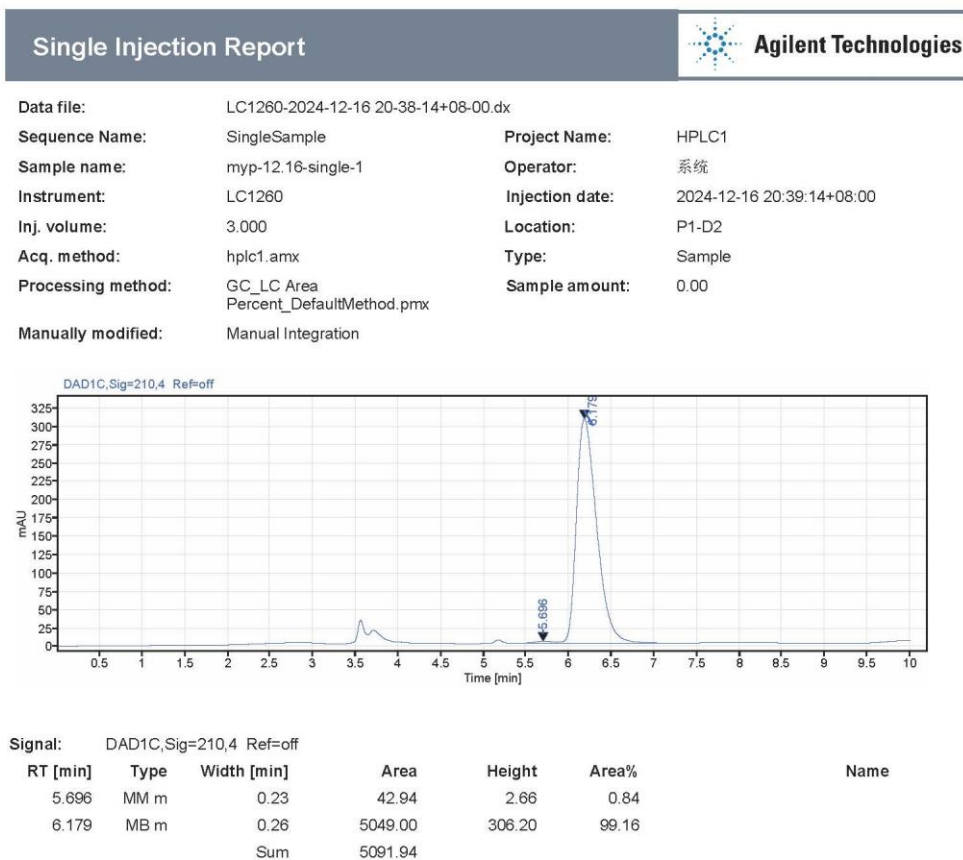 Single Injection Report
Agilent Technologies
Data file: LC1260-2024-12-16 20-38-14+08-00.dx
Sequence Name: SingleSample Project Name: HPLC1
Sample name: myp-12.16-single-1 Operator: 系统
Instrument: LC1260 Injection date: 2024-12-16 20:39:14+08:00
Inj. volume: 3.000 Location: P1-D2
Acq. method: hplc1.amx Type: Sample
Processing method: GC_LC Area Sample amount: 0.00
Percent_DefaultMethod.pmx
Manually modified: Manual Integration
DAD1C,Sig=210,4 Ref=off
6.179
325
300
275
250
225
200
175
mAU
150
125
100
75
50
5.696
25
0
0.5 1 1.5 2 2.5 3 3.5 4 4.5 5 5.5 6 6.5 7 7.5 8 8.5 9 9.5 10
Time [min]
Signal: DAD1C,Sig=210,4 Ref=off
RT [min] Type Width [min] Area Height Area% Name
5.696 MM m 0.23 42.94 2.66 0.84
6.179 MB m 0.26 5049.00 306.20 99.16
Sum 5091.94